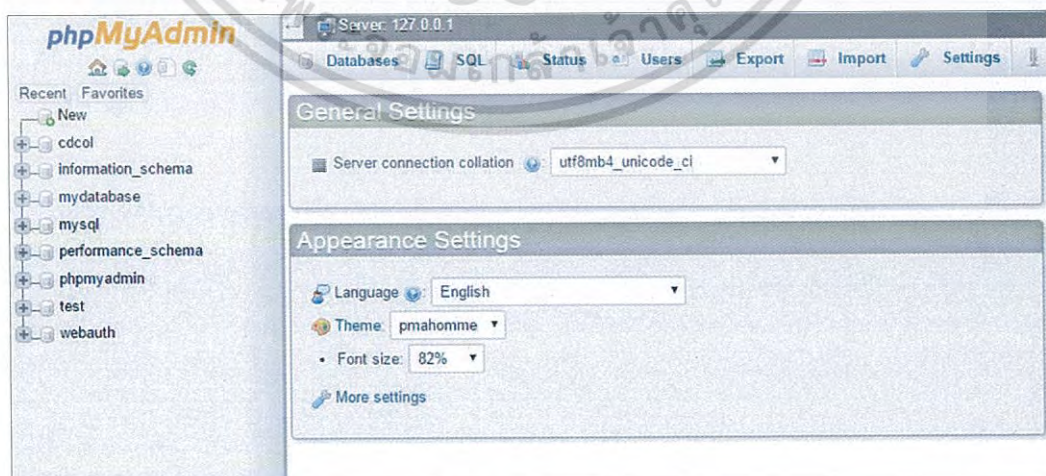 phpMyAdmin
Recent Favorites
New
cdcol
information_schema
mydatabase
mysql
performance_schema
phpmyadmin
test
webauth
Server: 127.0.0.1
Databases SQL Status Users Export Import Settings
General Settings
Server connection collation : utf8mb4_unicode_ci
Appearance Settings
Language : English
Theme: pmahomme
• Font size: 82%
More settings